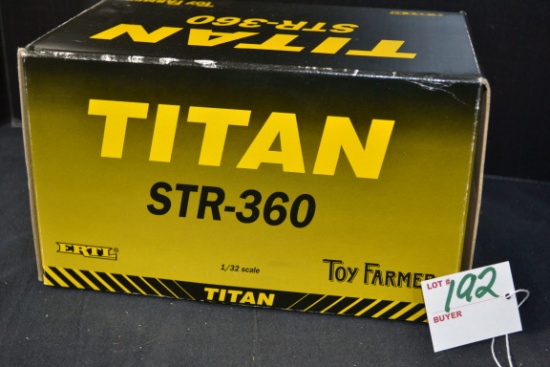 TITAN
STR-360
TITAN
STR-360
ERTL®
1/32 scale
TOY FARMER
TITAN
LOT # 192
BUYER